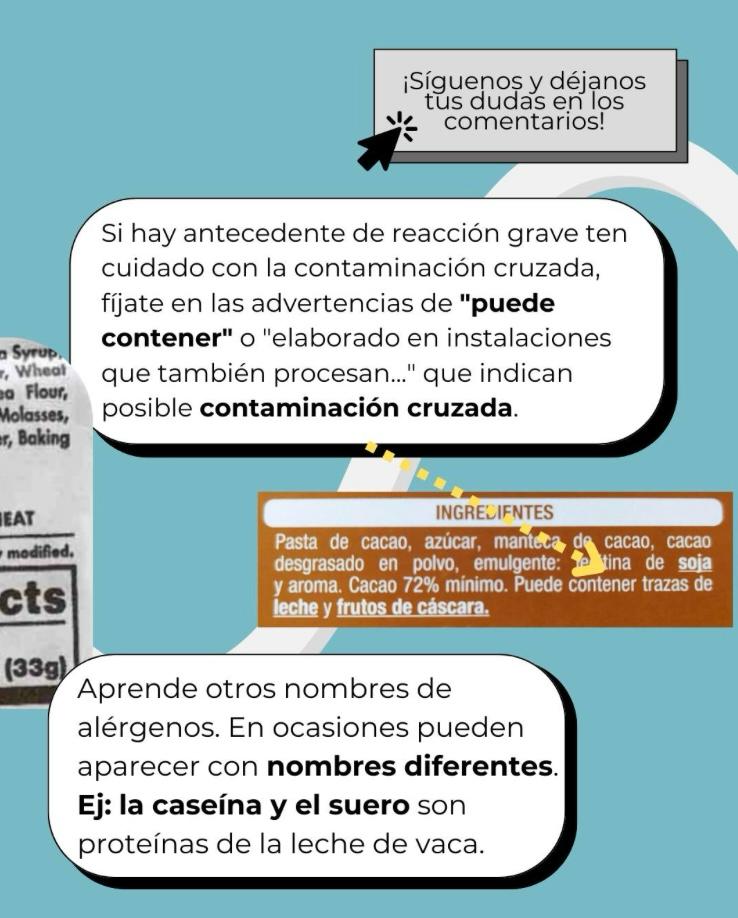 ¡Síguenos y déjanos
tus dudas en los
comentarios!
Si hay antecedente de reacción grave ten
cuidado con la contaminación cruzada,
fíjate en las advertencias de "puede
contener" o "elaborado en instalaciones
que también procesan..." que indican
posible contaminación cruzada.
Syrup,
Wheat
Flour,
Molasses,
Baking
modified.
(33g)
INGREDIENTES
Pasta de cacao, azúcar, manteca de cacao, cacao
desgrasado en polvo, emulgente: de soja
y aroma. Cacao 72% mínimo. Puede contener trazas de
leche y frutos de cáscara.
Aprende otros nombres de
alérgenos. En ocasiones pueden
aparecer con nombres diferentes.
Ej: la caseína y el suero son
proteínas de la leche de vaca.